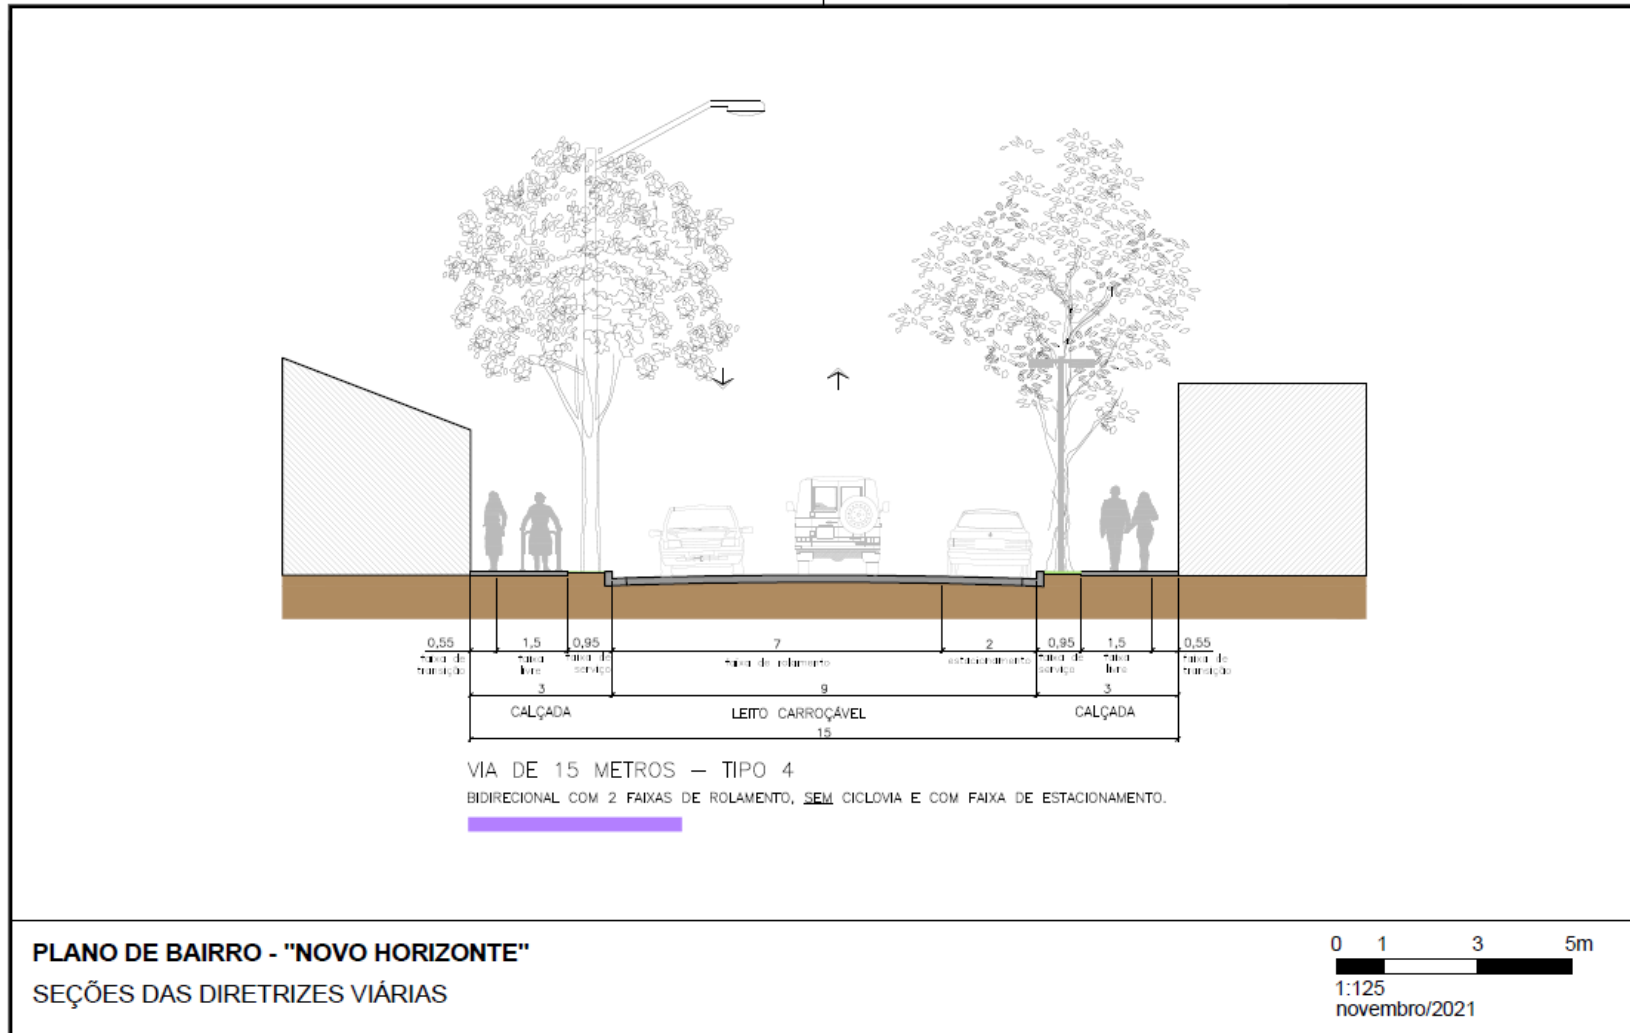 0,55 1,5 0,95 7 2 0,95 1,5 0,55
faixa de transição faixa livre faixa de serviço faixa de rolamento estacionamento faixa de serviço faixa livre faixa de transição
3 9 3
CALÇADA LEITO CARROÇÁVEL CALÇADA
15
VIA DE 15 METROS – TIPO 4
BIDIRECIONAL COM 2 FAIXAS DE ROLAMENTO, SEM CICLOVIA E COM FAIXA DE ESTACIONAMENTO.
PLANO DE BAIRRO - "NOVO HORIZONTE"
SEÇÕES DAS DIRETRIZES VIÁRIAS
0 1 3 5m
1:125
novembro/2021